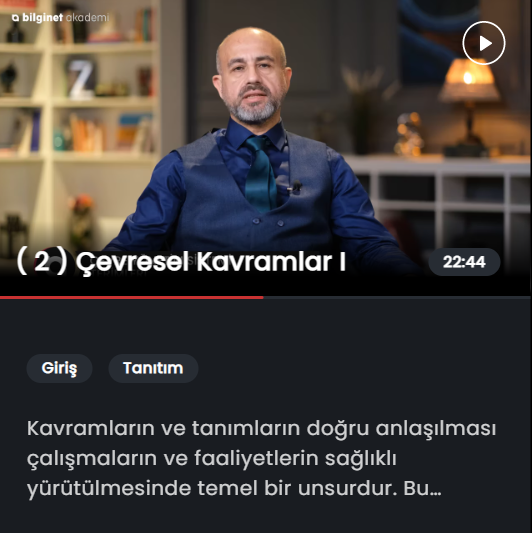 bilginet akademi
( 2 ) Çevresel Kavramlar I
22:44
Giriş
Tanıtım
Kavramların ve tanımların doğru anlaşılması
çalışmaların ve faaliyetlerin sağlıklı
yürütülmesinde temel bir unsurdur. Bu...